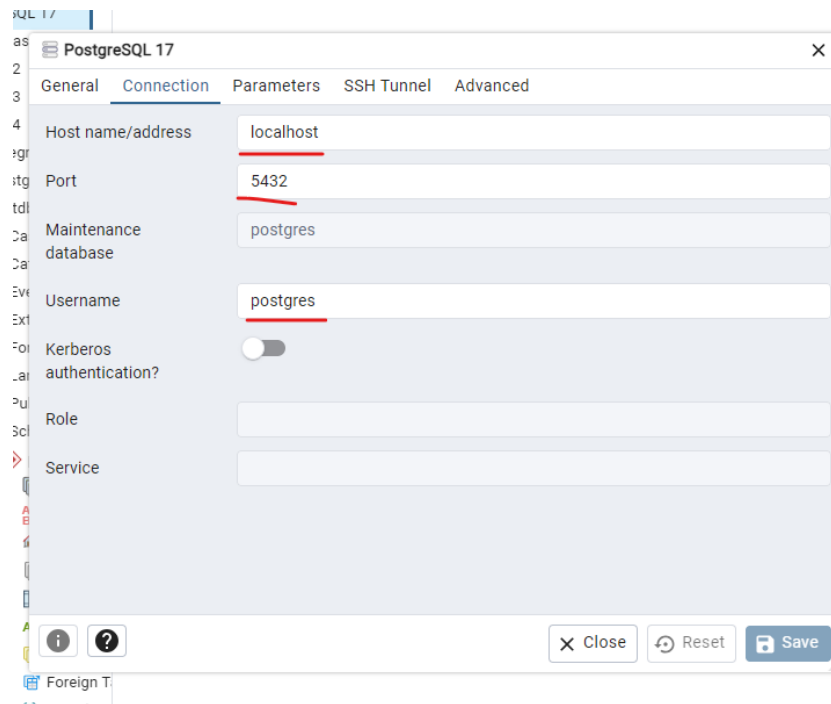 PostgreSQL 17
General Connection Parameters SSH Tunnel Advanced
Host name/address localhost
Port 5432
Maintenance database postgres
Username postgres
Kerberos authentication?
Role
Service
Close Reset Save
Foreign T